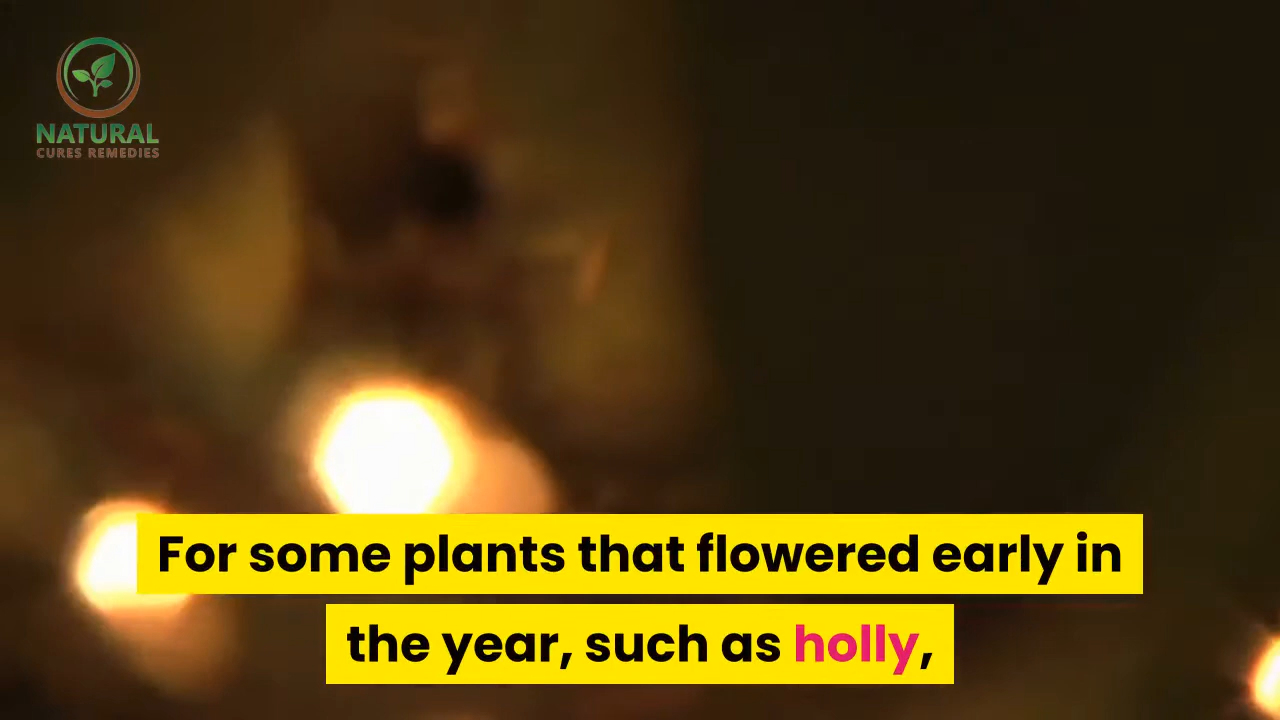 NATURAL
CURES REMEDIES
For some plants that flowered early in
the year, such as holly,